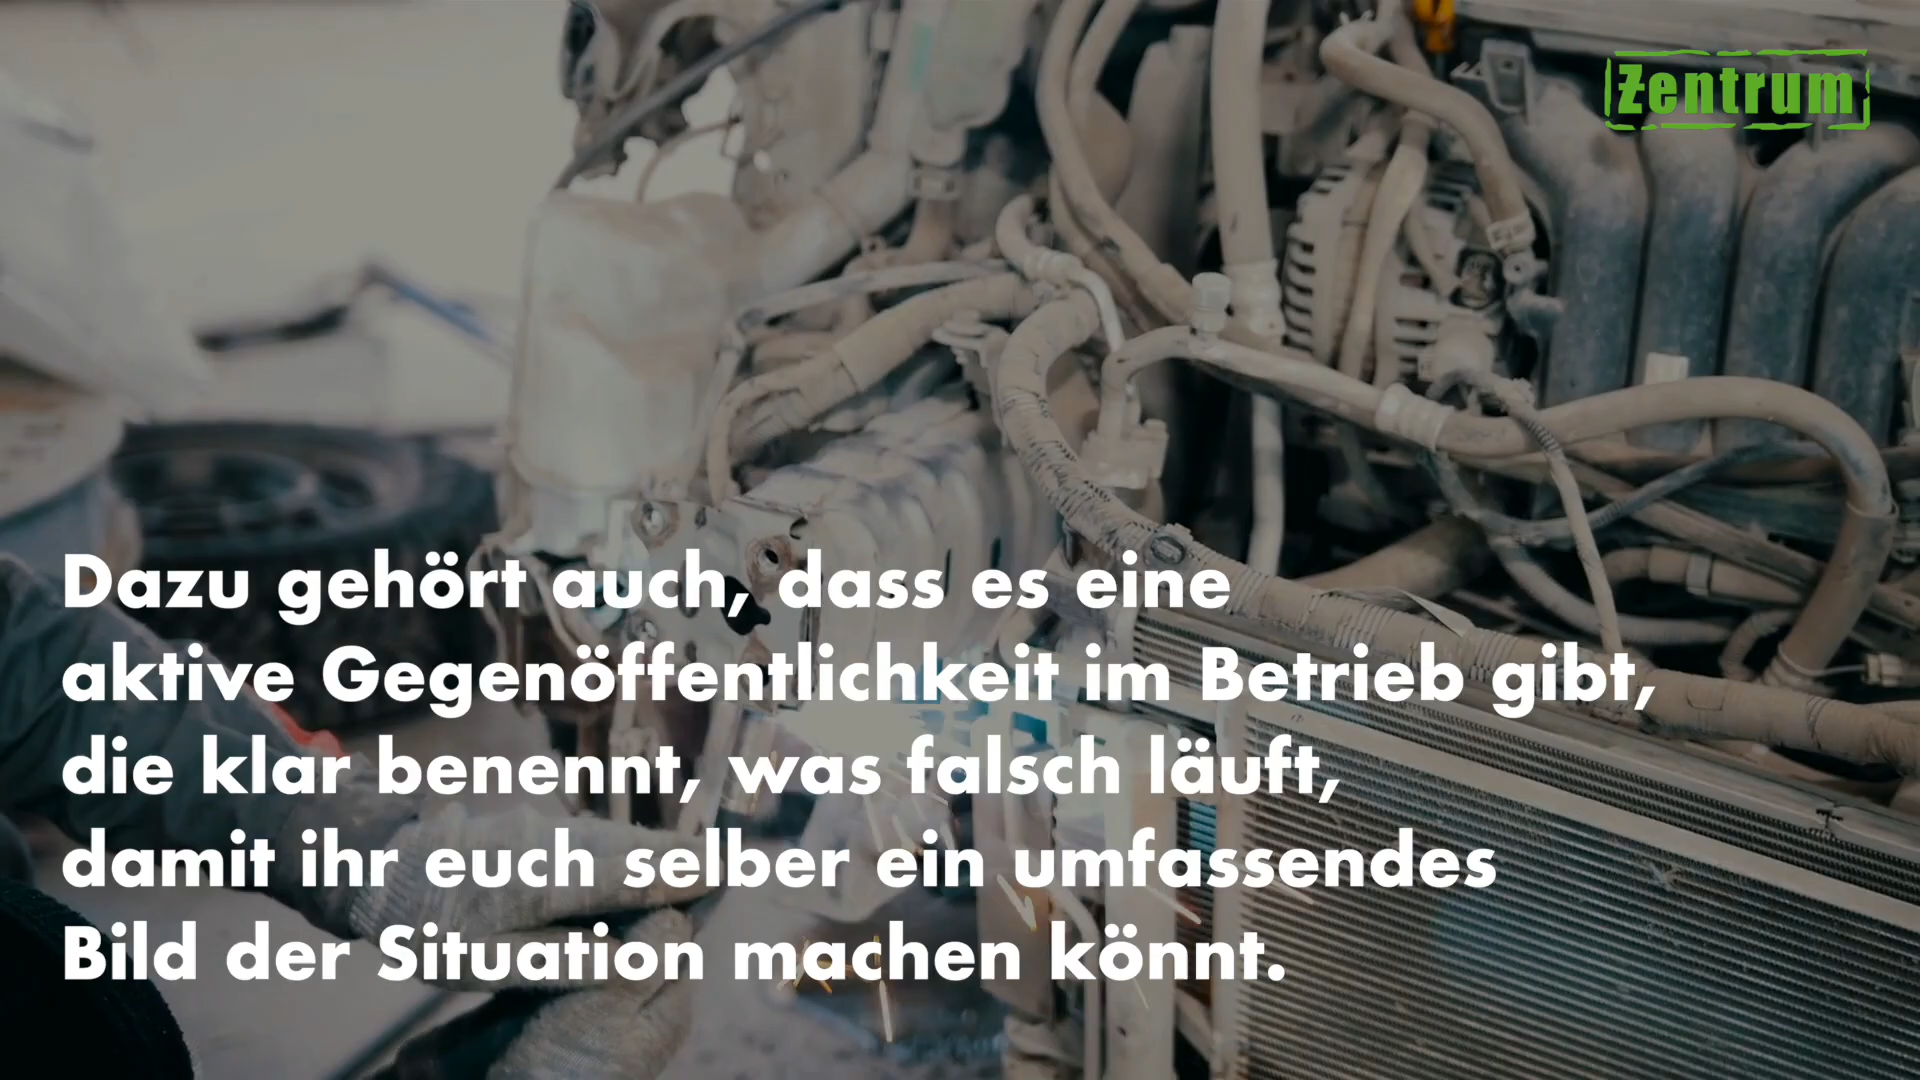 Zentrum
Dazu gehört auch, dass es eine
aktive Gegenöffentlichkeit im Betrieb gibt,
die klar benennt, was falsch läuft,
damit ihr euch selber ein umfassendes
Bild der Situation machen könnt.